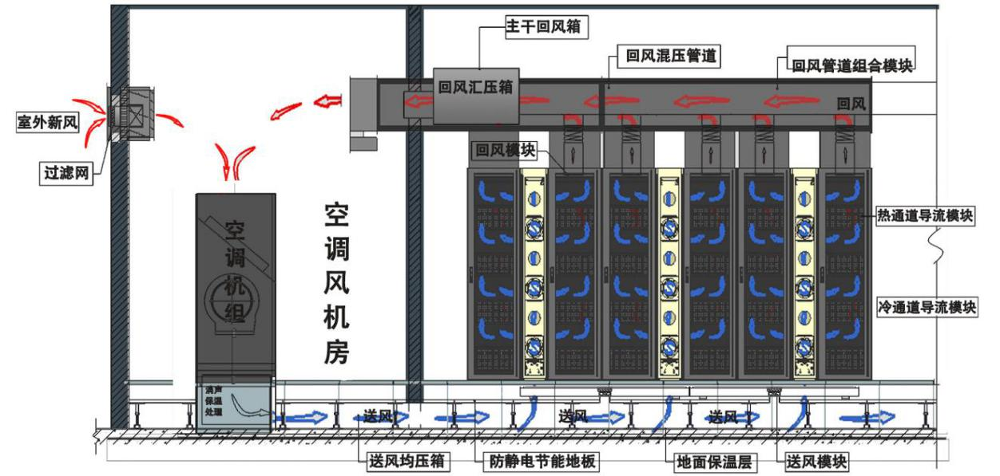 主干回风箱
回风混压管道
回风管道组合模块
回风汇压箱
回风
室外新风
过滤网
回风模块
空调机组
空调风机房
热通道导流模块
冷通道导流模块
消声
保温
处理
送风
送风
送风
送风均压箱
防静电节能地板
地面保温层
送风模块